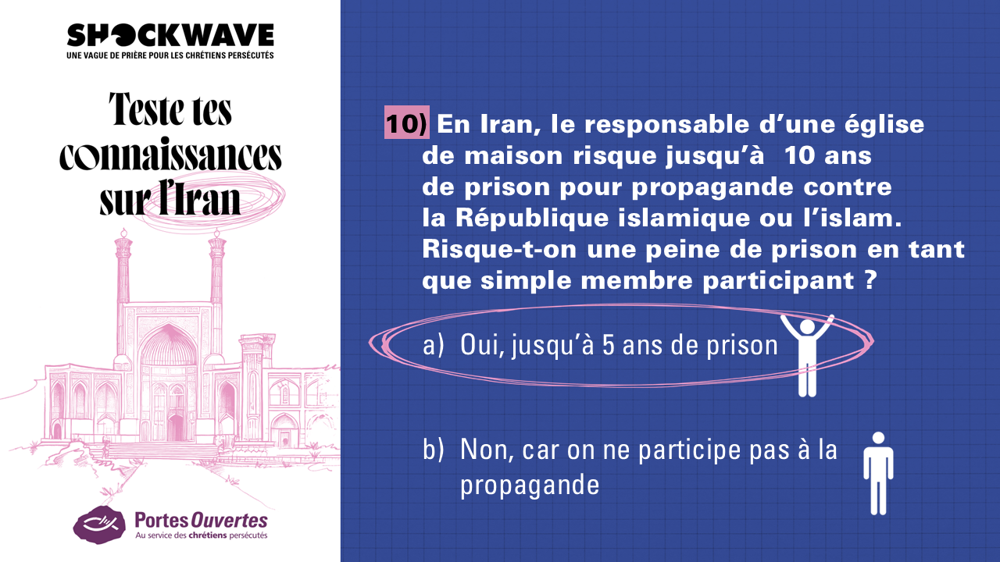 SHOCKWAVE
UNE VAGUE DE PRIÈRE POUR LES CHRÉTIENS PERSÉCUTÉS
Teste tes
connaissances
sur l’Iran
Portes Ouvertes
Au service des chrétiens persécutés
10) En Iran, le responsable d’une église
de maison risque jusqu’à 10 ans
de prison pour propagande contre
la République islamique ou l’islam.
Risque-t-on une peine de prison en tant
que simple membre participant ?
a) Oui, jusqu’à 5 ans de prison
b) Non, car on ne participe pas à la
propagande